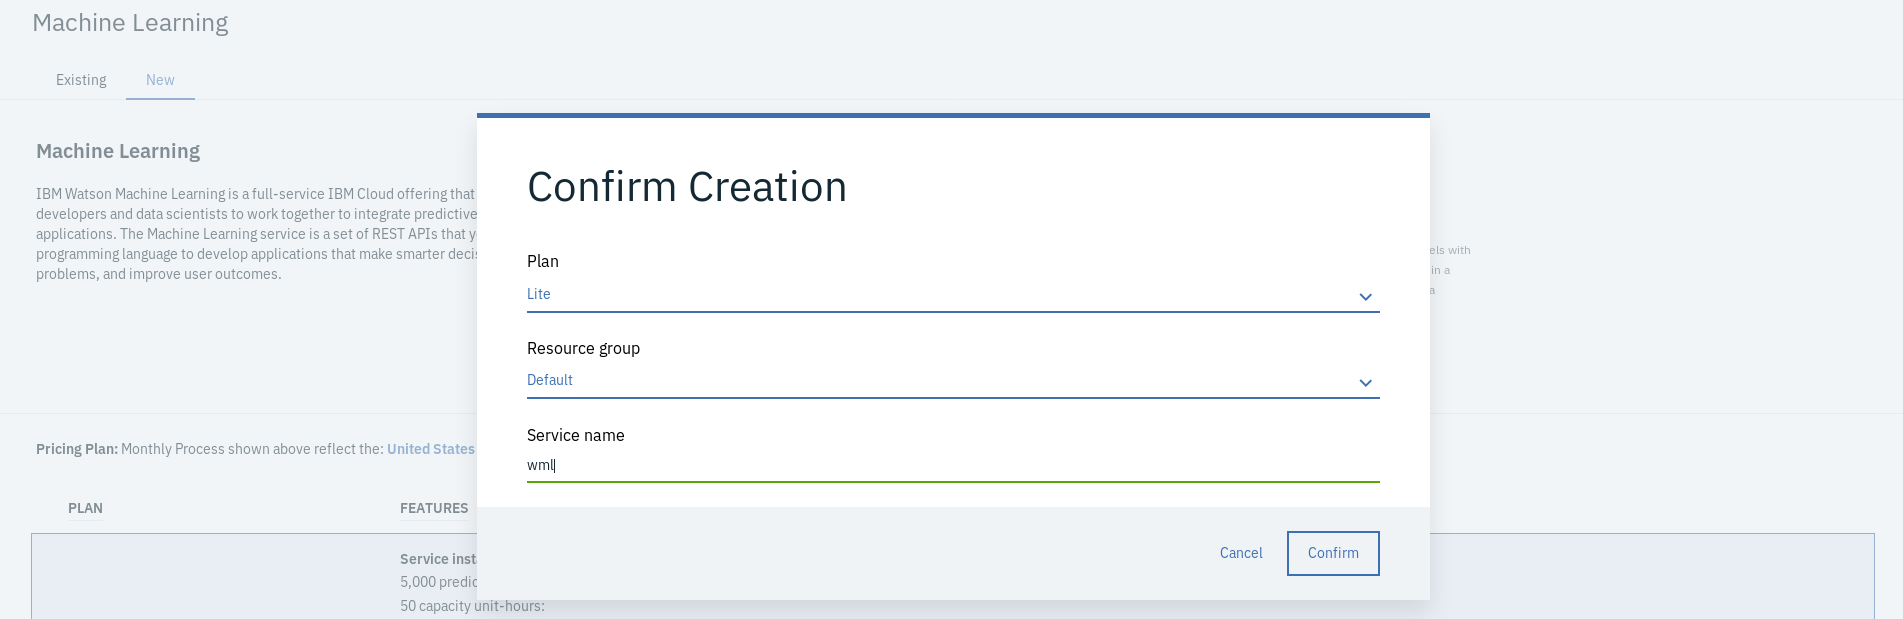 Machine Learning
Existing
New
Machine Learning
IBM Watson Machine Learning is a full-service IBM Cloud offering that
developers and data scientists to work together to integrate predictive
applications. The Machine Learning service is a set of REST APIs that
programming language to develop applications that make smarter
problems, and improve user outcomes.
with
in a
a
Pricing Plan: Monthly Process shown above reflect the: United States
PLAN
FEATURES
Service
5,000
50 capacity unit-hours:
Confirm Creation
Plan
Lite
Resource group
Default
Service name
wml
Cancel
Confirm